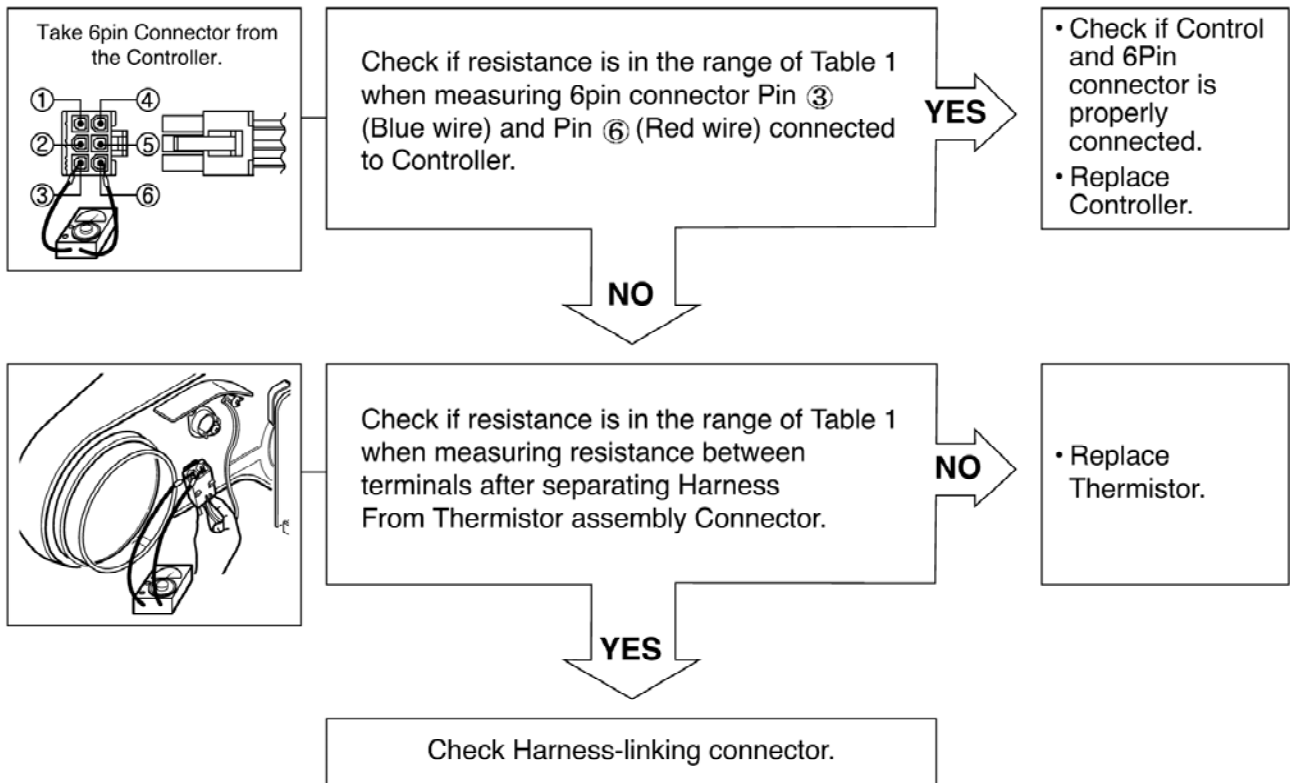 Take 6pin Connector from
the Controller.
① ④
② ⑤
③ ⑥
Check if resistance is in the range of Table 1
when measuring 6pin connector Pin ③
(Blue wire) and Pin ⑥ (Red wire) connected
to Controller.
YES
• Check if Control
and 6Pin
connector is
properly
connected.
• Replace
Controller.
NO
Check if resistance is in the range of Table 1
when measuring resistance between
terminals after separating Harness
From Thermistor assembly Connector.
NO
• Replace
Thermistor.
YES
Check Harness-linking connector.